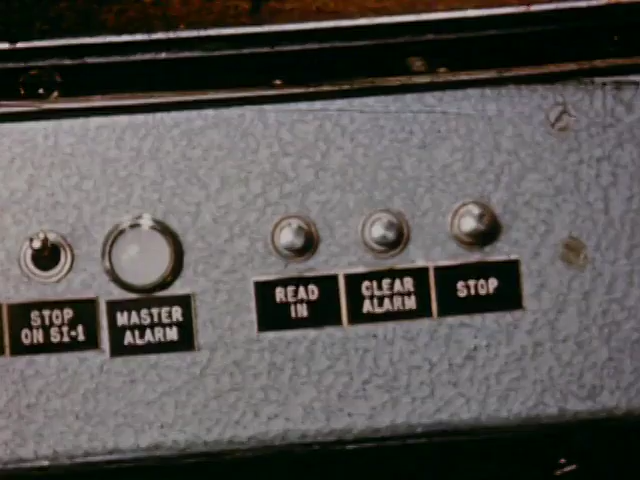 STOP
ON SI-1
MASTER
ALARM
READ
IN
CLEAR
ALARM
STOP